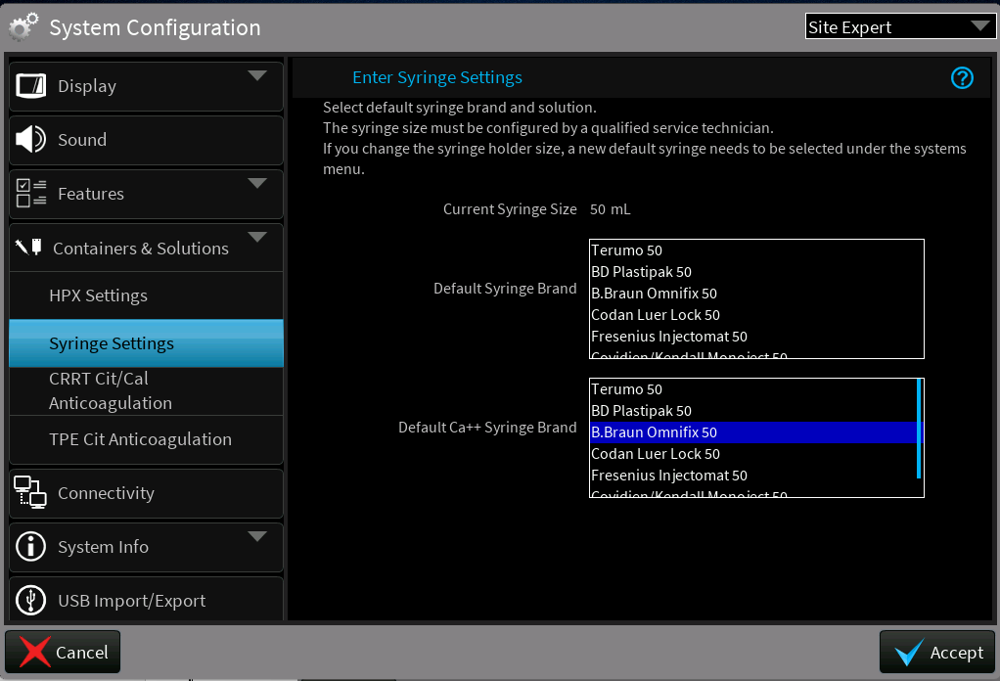 System Configuration
Site Expert
Display
Sound
Features
Containers & Solutions
HPX Settings
Syringe Settings
CRRT Cit/Cal
Anticoagulation
TPE Cit Anticoagulation
Connectivity
System Info
USB Import/Export
Enter Syringe Settings
?
Select default syringe brand and solution.
The syringe size must be configured by a qualified service technician.
If you change the syringe holder size, a new default syringe needs to be selected under the systems
menu.
Current Syringe Size 50 mL
Default Syringe Brand
Terumo 50
BD Plastipak 50
B.Braun Omnifix 50
Codan Luer Lock 50
Fresenius Injectomat 50
Covidien/Kendall Monoject 50
Default Ca++ Syringe Brand
Terumo 50
BD Plastipak 50
B.Braun Omnifix 50
Codan Luer Lock 50
Fresenius Injectomat 50
Covidien/Kendall Monoject 50
Cancel
Accept